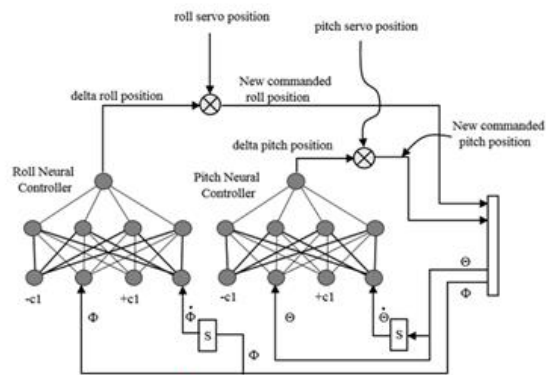 roll servo position
pitch servo position
delta roll position
New commanded
roll position
delta pitch position
New commanded
pitch position
Roll Neural
Controller
Pitch Neural
Controller
-c1
Φ
+c1
Φ̇
S
Φ
-c1
Θ
+c1
Θ̇
S
Θ
Φ